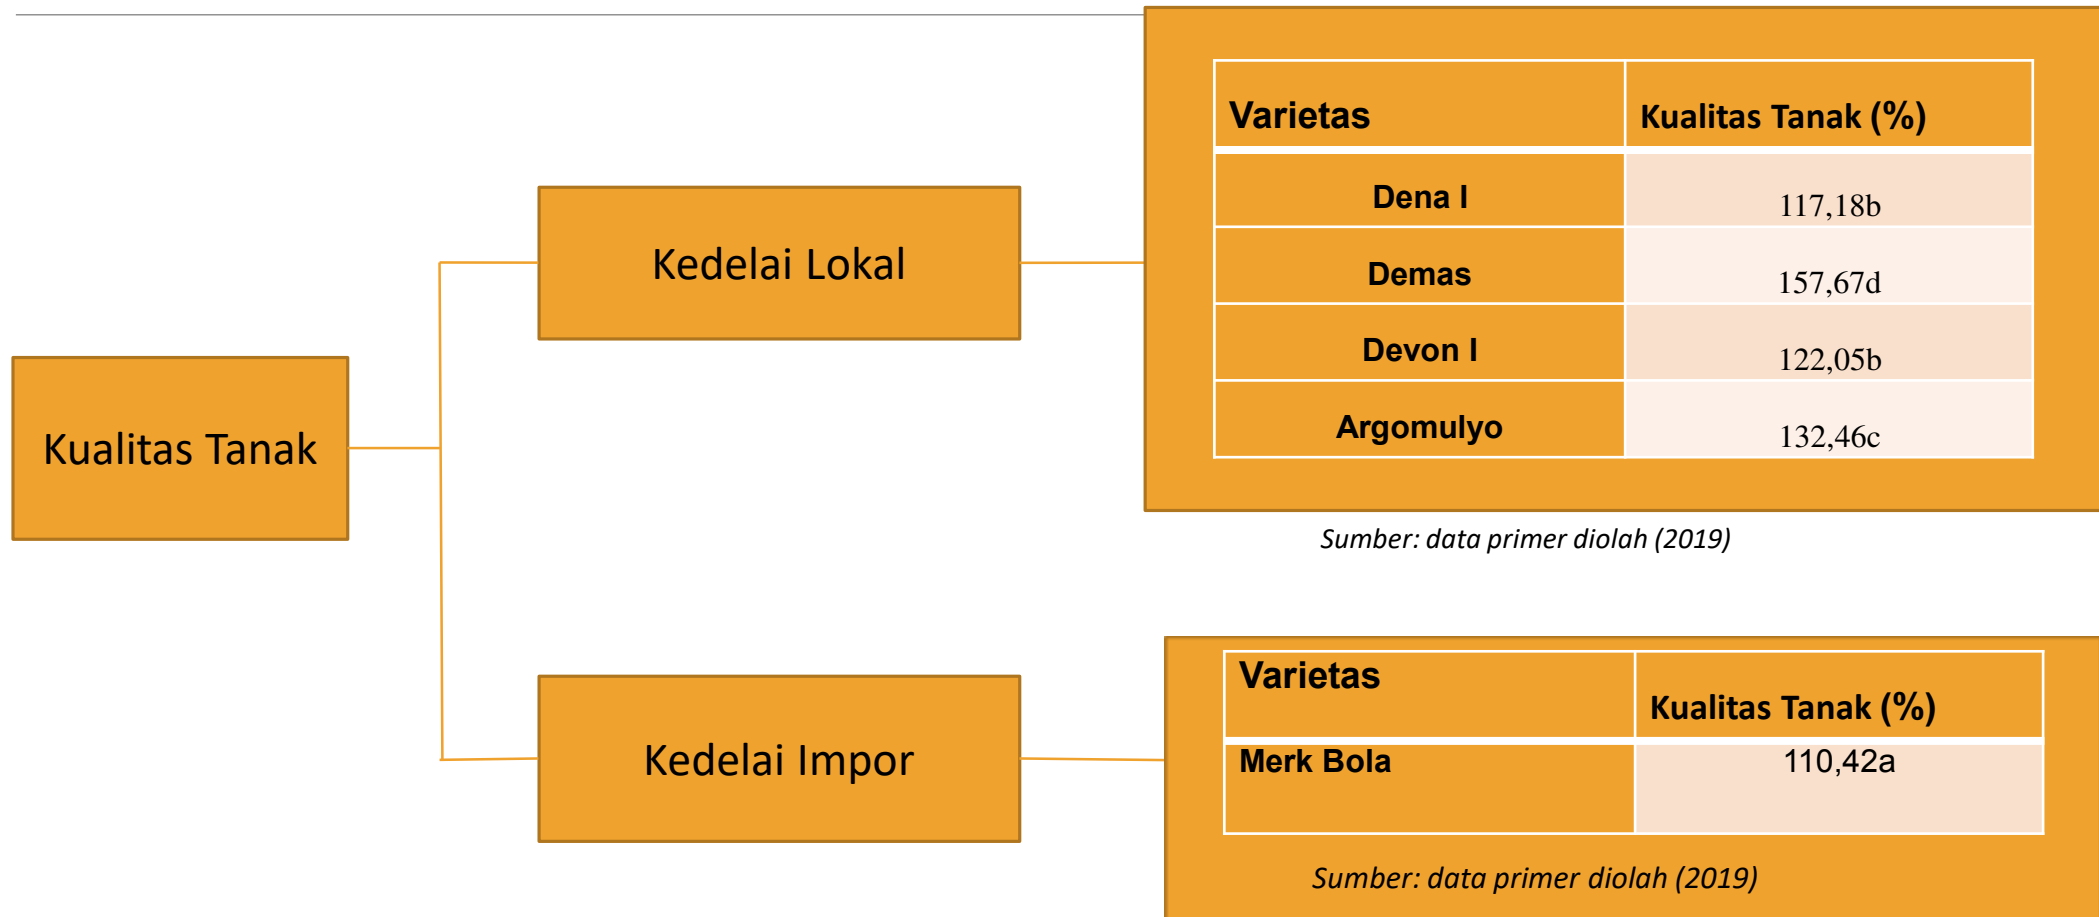 Kualitas Tanak
Kedelai Lokal
Varietas Kualitas Tanak (%)
Dena I 117,18b
Demas 157,67d
Devon I 122,05b
Argomulyo 132,46c
Sumber: data primer diolah (2019)
Kedelai Impor
Varietas Kualitas Tanak (%)
Merk Bola 110,42a
Sumber: data primer diolah (2019)